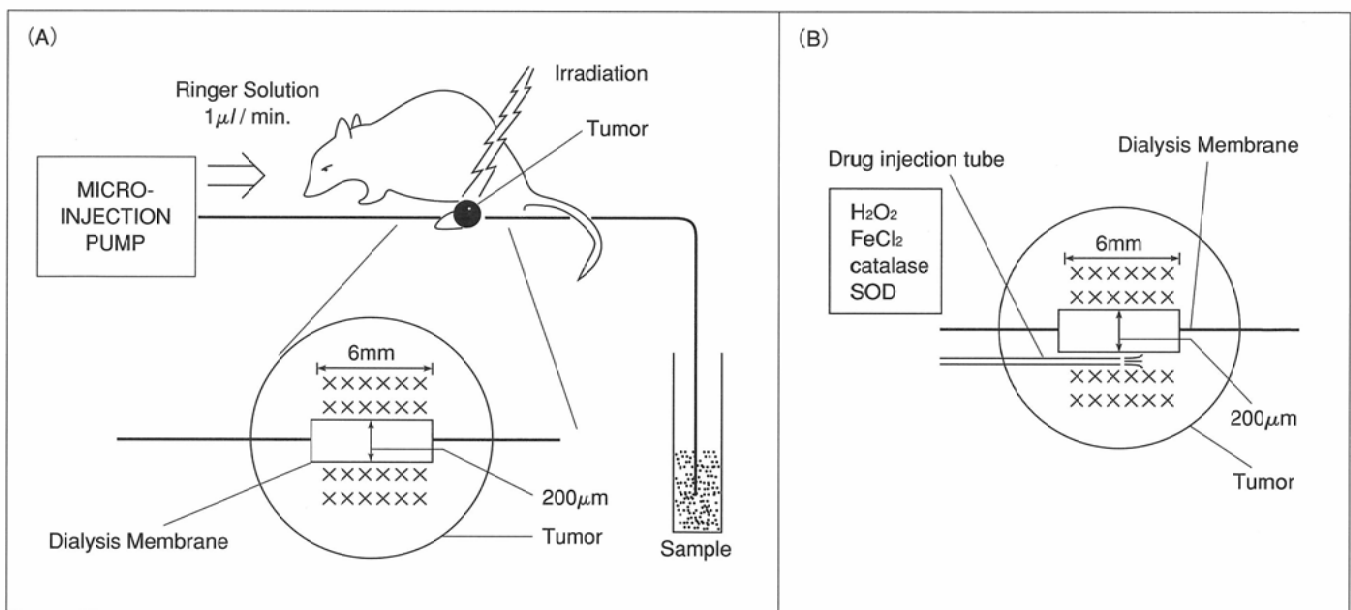 (A)
Ringer Solution
1μl / min.
Irradiation
Tumor
MICRO-
INJECTION
PUMP
6mm
××××××
××××××
××××××
××××××
200μm
Dialysis Membrane
Tumor
Sample
(B)
Drug injection tube
Dialysis Membrane
H₂O₂
FeCl₂
catalase
SOD
6mm
××××××
××××××
××××××
××××××
200μm
Tumor